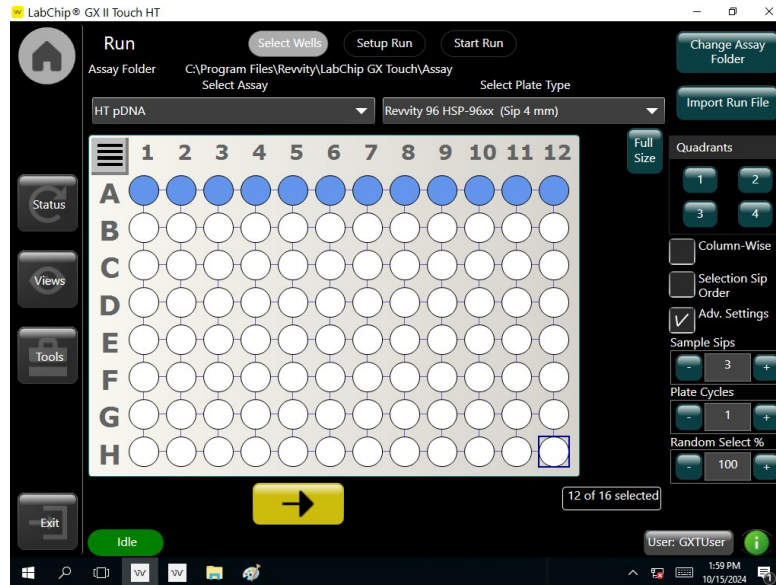 LabChip® GX II Touch HT
Run
Select Wells
Setup Run
Start Run
Change Assay
Folder
Assay Folder
C:\Program Files\Revvity\LabChip GX Touch\Assay
Select Assay
Select Plate Type
HT pDNA
Revvity 96 HSP-96xx (Sip 4 mm)
Import Run File
Full
Size
1 2 3 4 5 6 7 8 9 10 11 12
A
B
C
D
E
F
G
H
Quadrants
1 2
3 4
Column-Wise
Selection Sip
Order
Adv. Settings
Sample Sips
- 3 +
Plate Cycles
- 1 +
Random Select %
- 100 +
Status
Views
Tools
Exit
12 of 16 selected
Idle
User: GXTUser
1:59 PM
10/15/2024